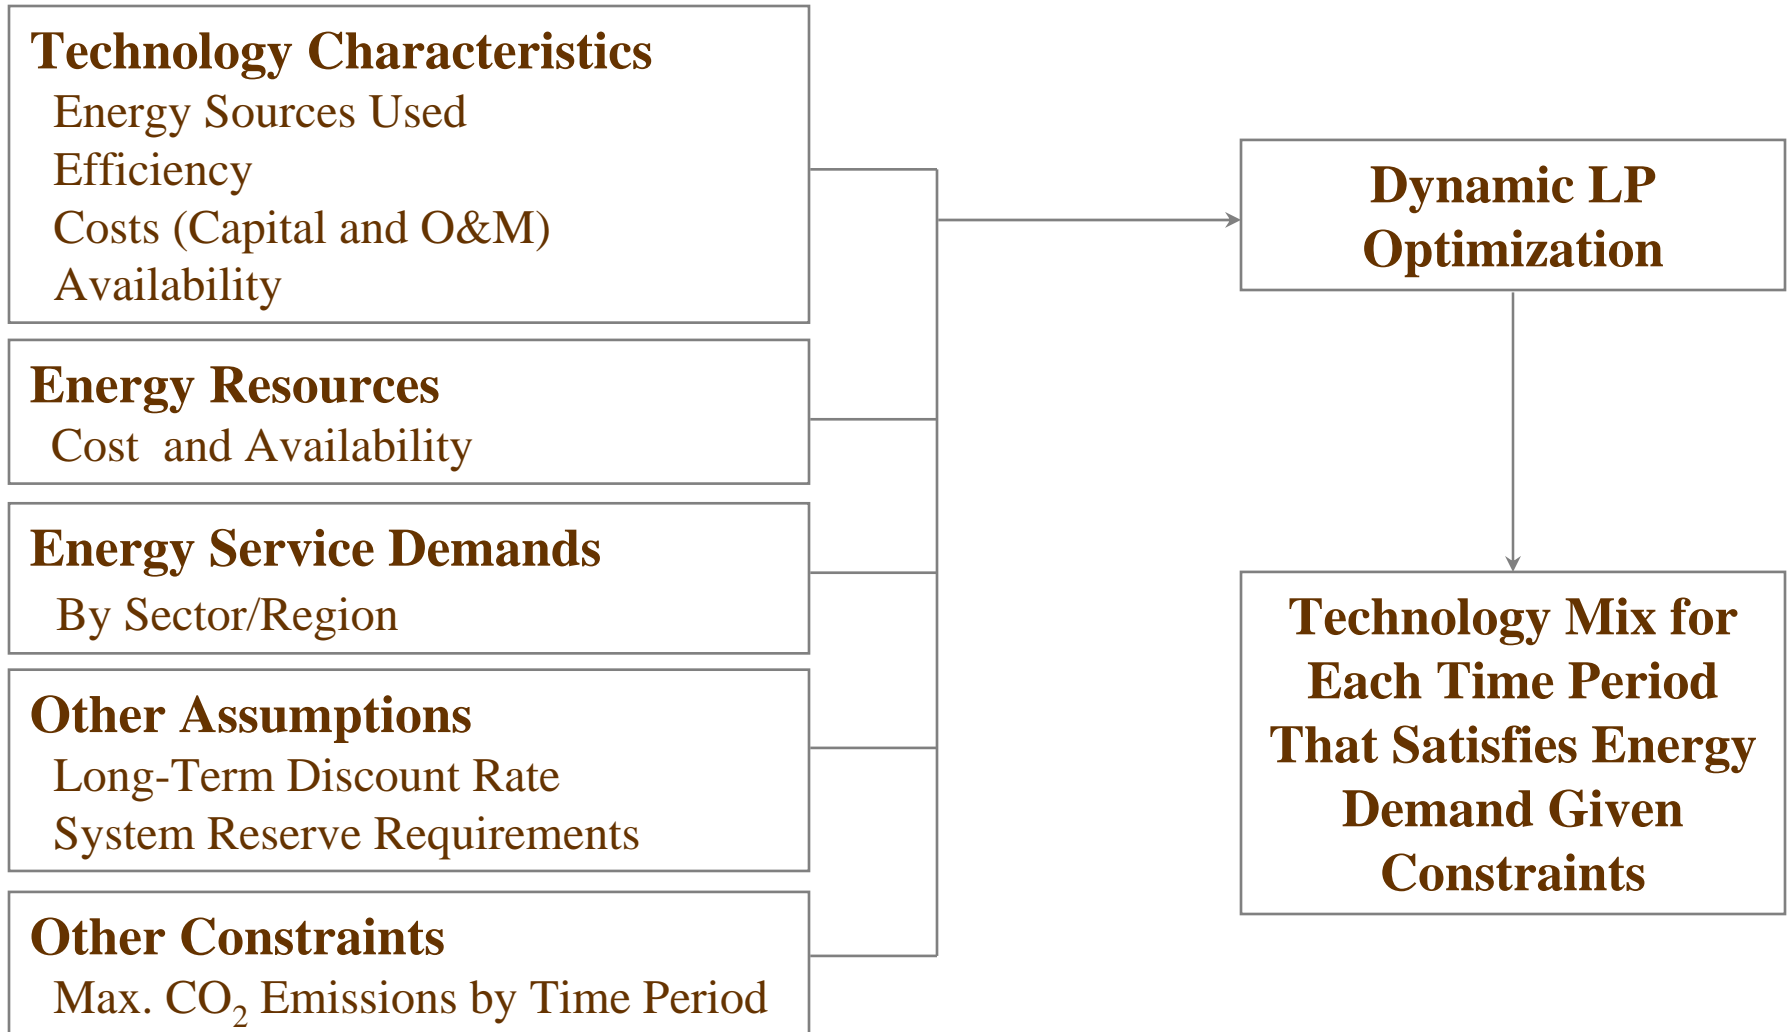 Technology Characteristics
Energy Sources Used
Efficiency
Costs (Capital and O&M)
Availability
Energy Resources
Cost  and Availability
Energy Service Demands
By Sector/Region
Other Assumptions
Long-Term Discount Rate
System Reserve Requirements
Other Constraints
Max. CO₂ Emissions by Time Period
Dynamic LP
Optimization
Technology Mix for
Each Time Period
That Satisfies Energy
Demand Given
Constraints